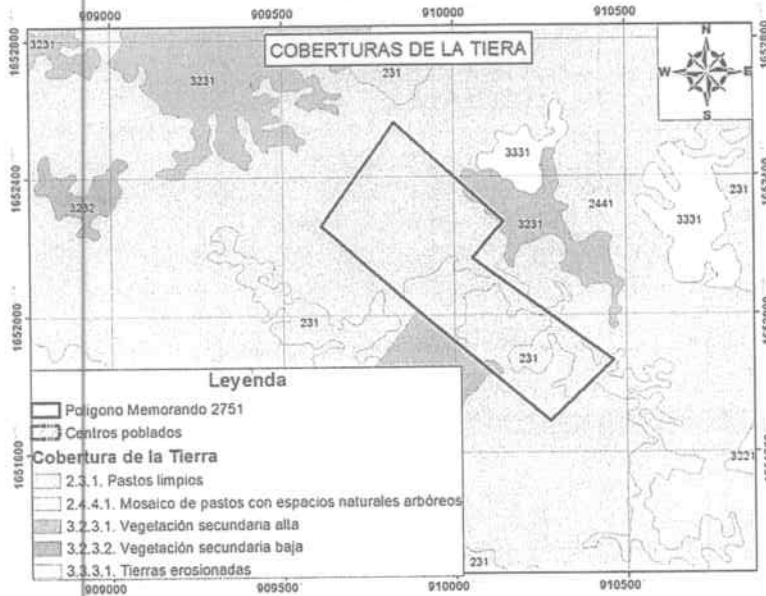 909000 909500 910000 910500
COBERTURAS DE LA TIERA
N
W E
S
1652800
1652400
1652000
1651600
3231
3231
231
3331
3232
3231
2441
3331
231
231
231
3221
231
Leyenda
Poligono Memorando 2751
Centros poblados
Cobertura de la Tierra
2.3.1. Pastos limpios
2.4.4.1. Mosaico de pastos con espacios naturales arbóreos
3.2.3.1. Vegetación secundaria alta
3.2.3.2. Vegetación secundaria baja
3.3.3.1. Tierras erosionadas
909000 909500 910000 910500